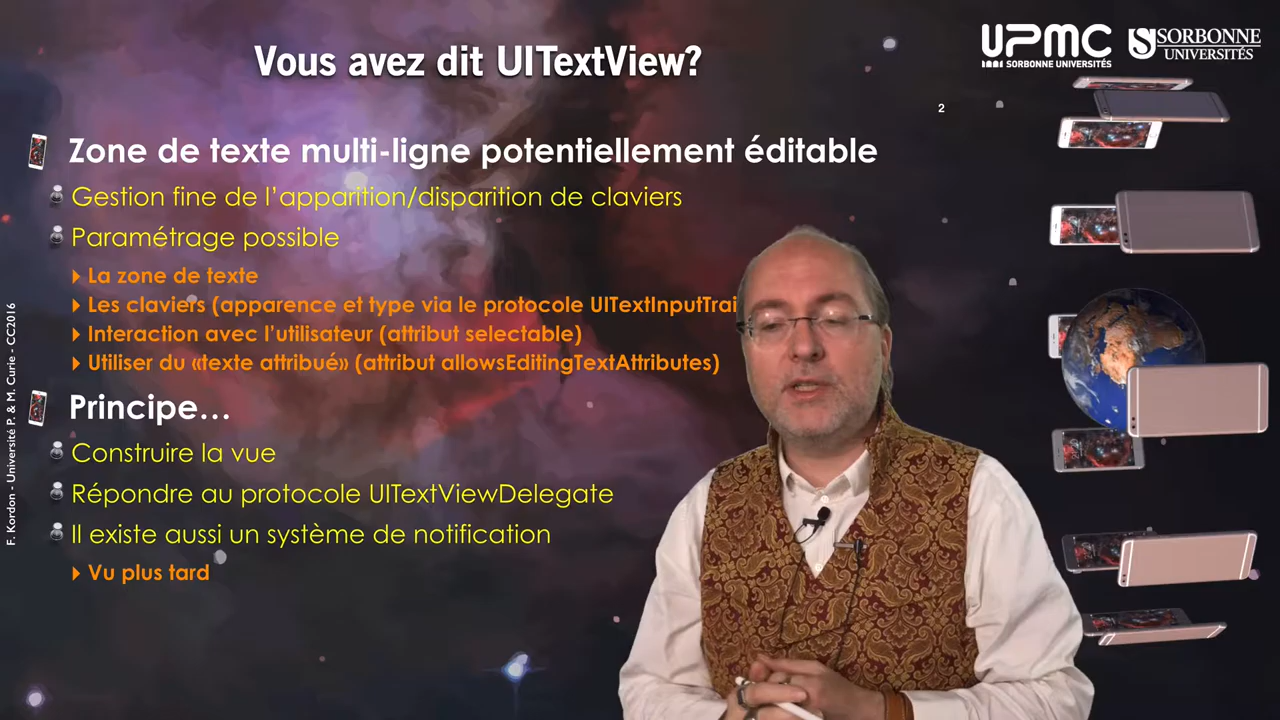 Vous avez dit UITextView?
UPMC
SORBONNE UNIVERSITÉS
SORBONNE
UNIVERSITÉS
2
Zone de texte multi-ligne potentiellement éditable
Gestion fine de l'apparition/disparition de claviers
Paramétrage possible
La zone de texte
Les claviers (apparence et type via le protocole UITextInputTrai
Interaction avec l'utilisateur (attribut selectable)
Utiliser du «texte attribué» (attribut allowsEditingTextAttributes)
Principe…
Construire la vue
Répondre au protocole UITextViewDelegate
Il existe aussi un système de notification
Vu plus tard
F. Kordon - Université P. & M. Curie - CC2016